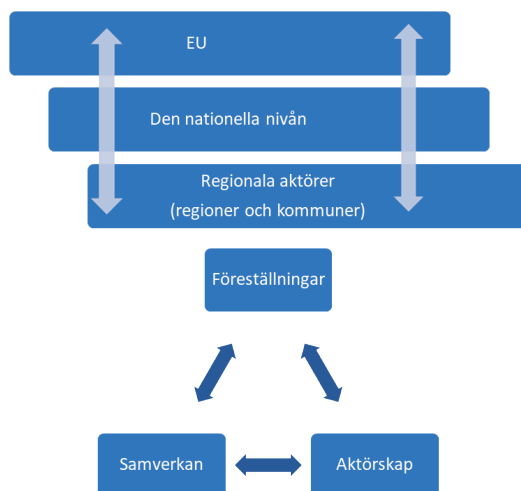 EU
Den nationella nivån
Regionala aktörer
(regioner och kommuner)
Föreställningar
Samverkan
Aktörskap